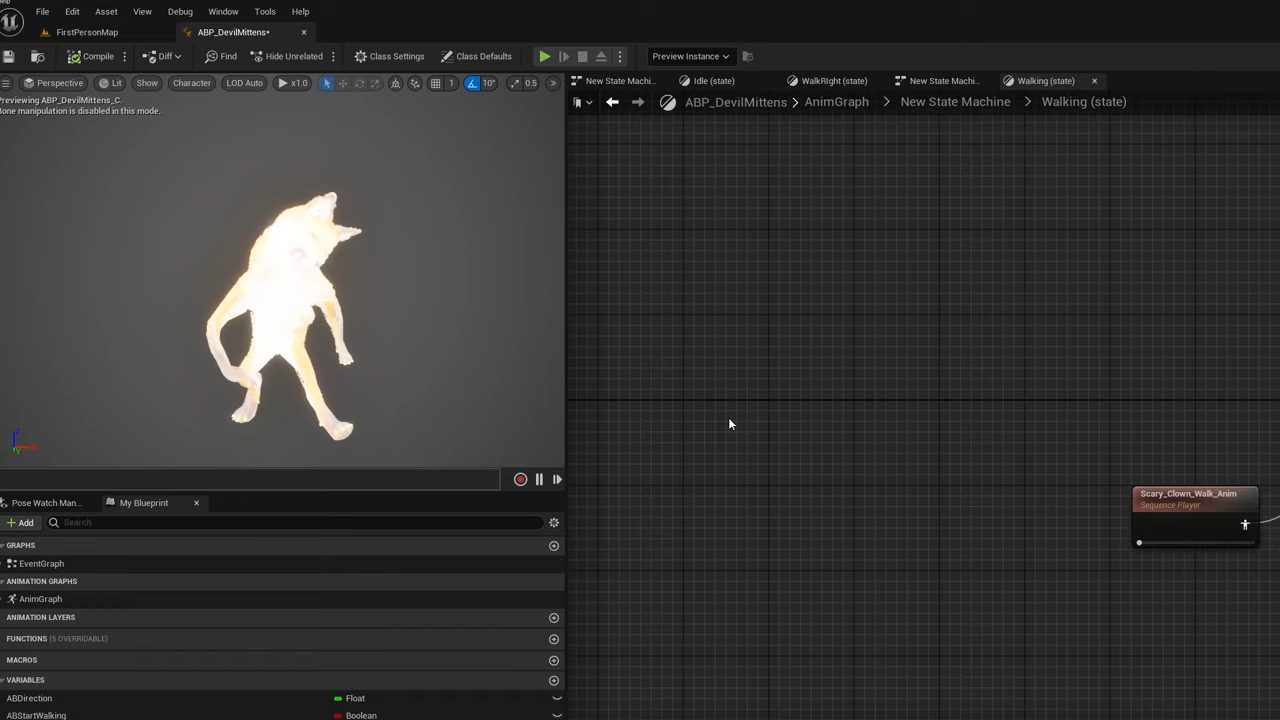 File Edit Asset View Debug Window Tools Help
FirstPersonMap ABP_DevilMittens*
Compile Diff Find Hide Unrelated Class Settings Class Defaults Preview Instance
Perspective Lit Show Character LOD Auto x1.0 1 10° 0.5
New State Machi... Idle (state) WalkRIght (state) New State Machi... Walking (state)
Previewing ABP_DevilMittens_C.
Bone manipulation is disabled in this mode.
ABP_DevilMittens > AnimGraph > New State Machine > Walking (state)
Scary_Clown_Walk_Anim
Sequence Player
Pose Watch Man... My Blueprint
+ Add Search
GRAPHS
EventGraph
ANIMATION GRAPHS
AnimGraph
ANIMATION LAYERS
FUNCTIONS (5 OVERRIDABLE)
MACROS
VARIABLES
ABDirection Float
ABStartWalking Boolean